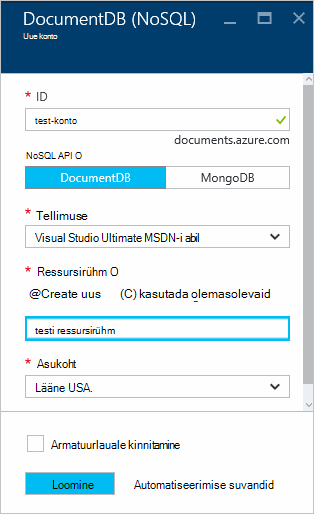 DocumentDB (NoSQL)
Uue konto
* ID
test-konto
documents.azure.com
NoSQL API O
DocumentDB MongoDB
* Tellimuse
Visual Studio Ultimate MSDN-i abil
* Ressursirühm O
@Create uus (C) kasutada olemasolevaid
testi ressursirühm
* Asukoht
Lääne USA.
Armatuurlauale kinnitamine
Loomine Automatiseerimise suvandid